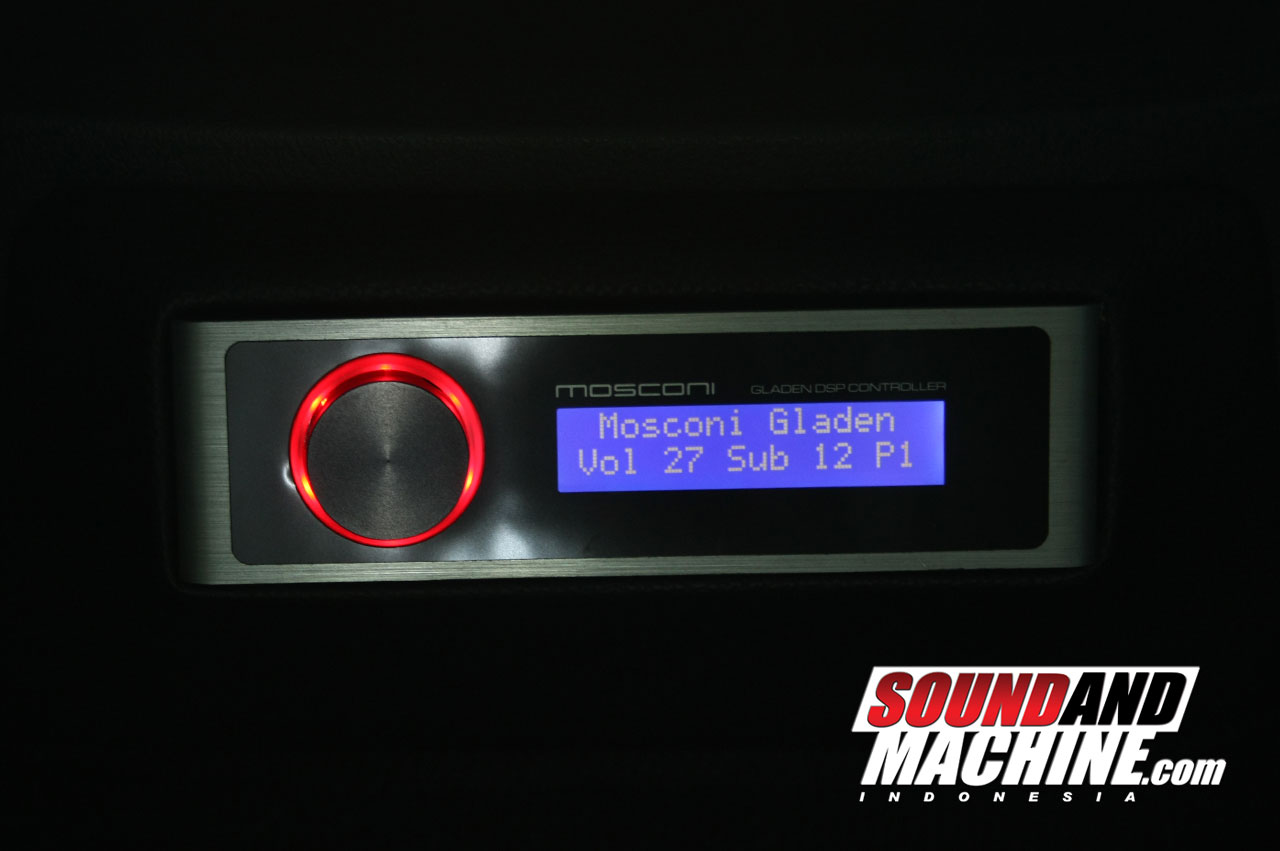 mosconi GLADEN DSP CONTROLLER
Mosconi Gladen
Vol 27 Sub 12 P1
SOUNDAND
MACHINE.com
INDONESIA